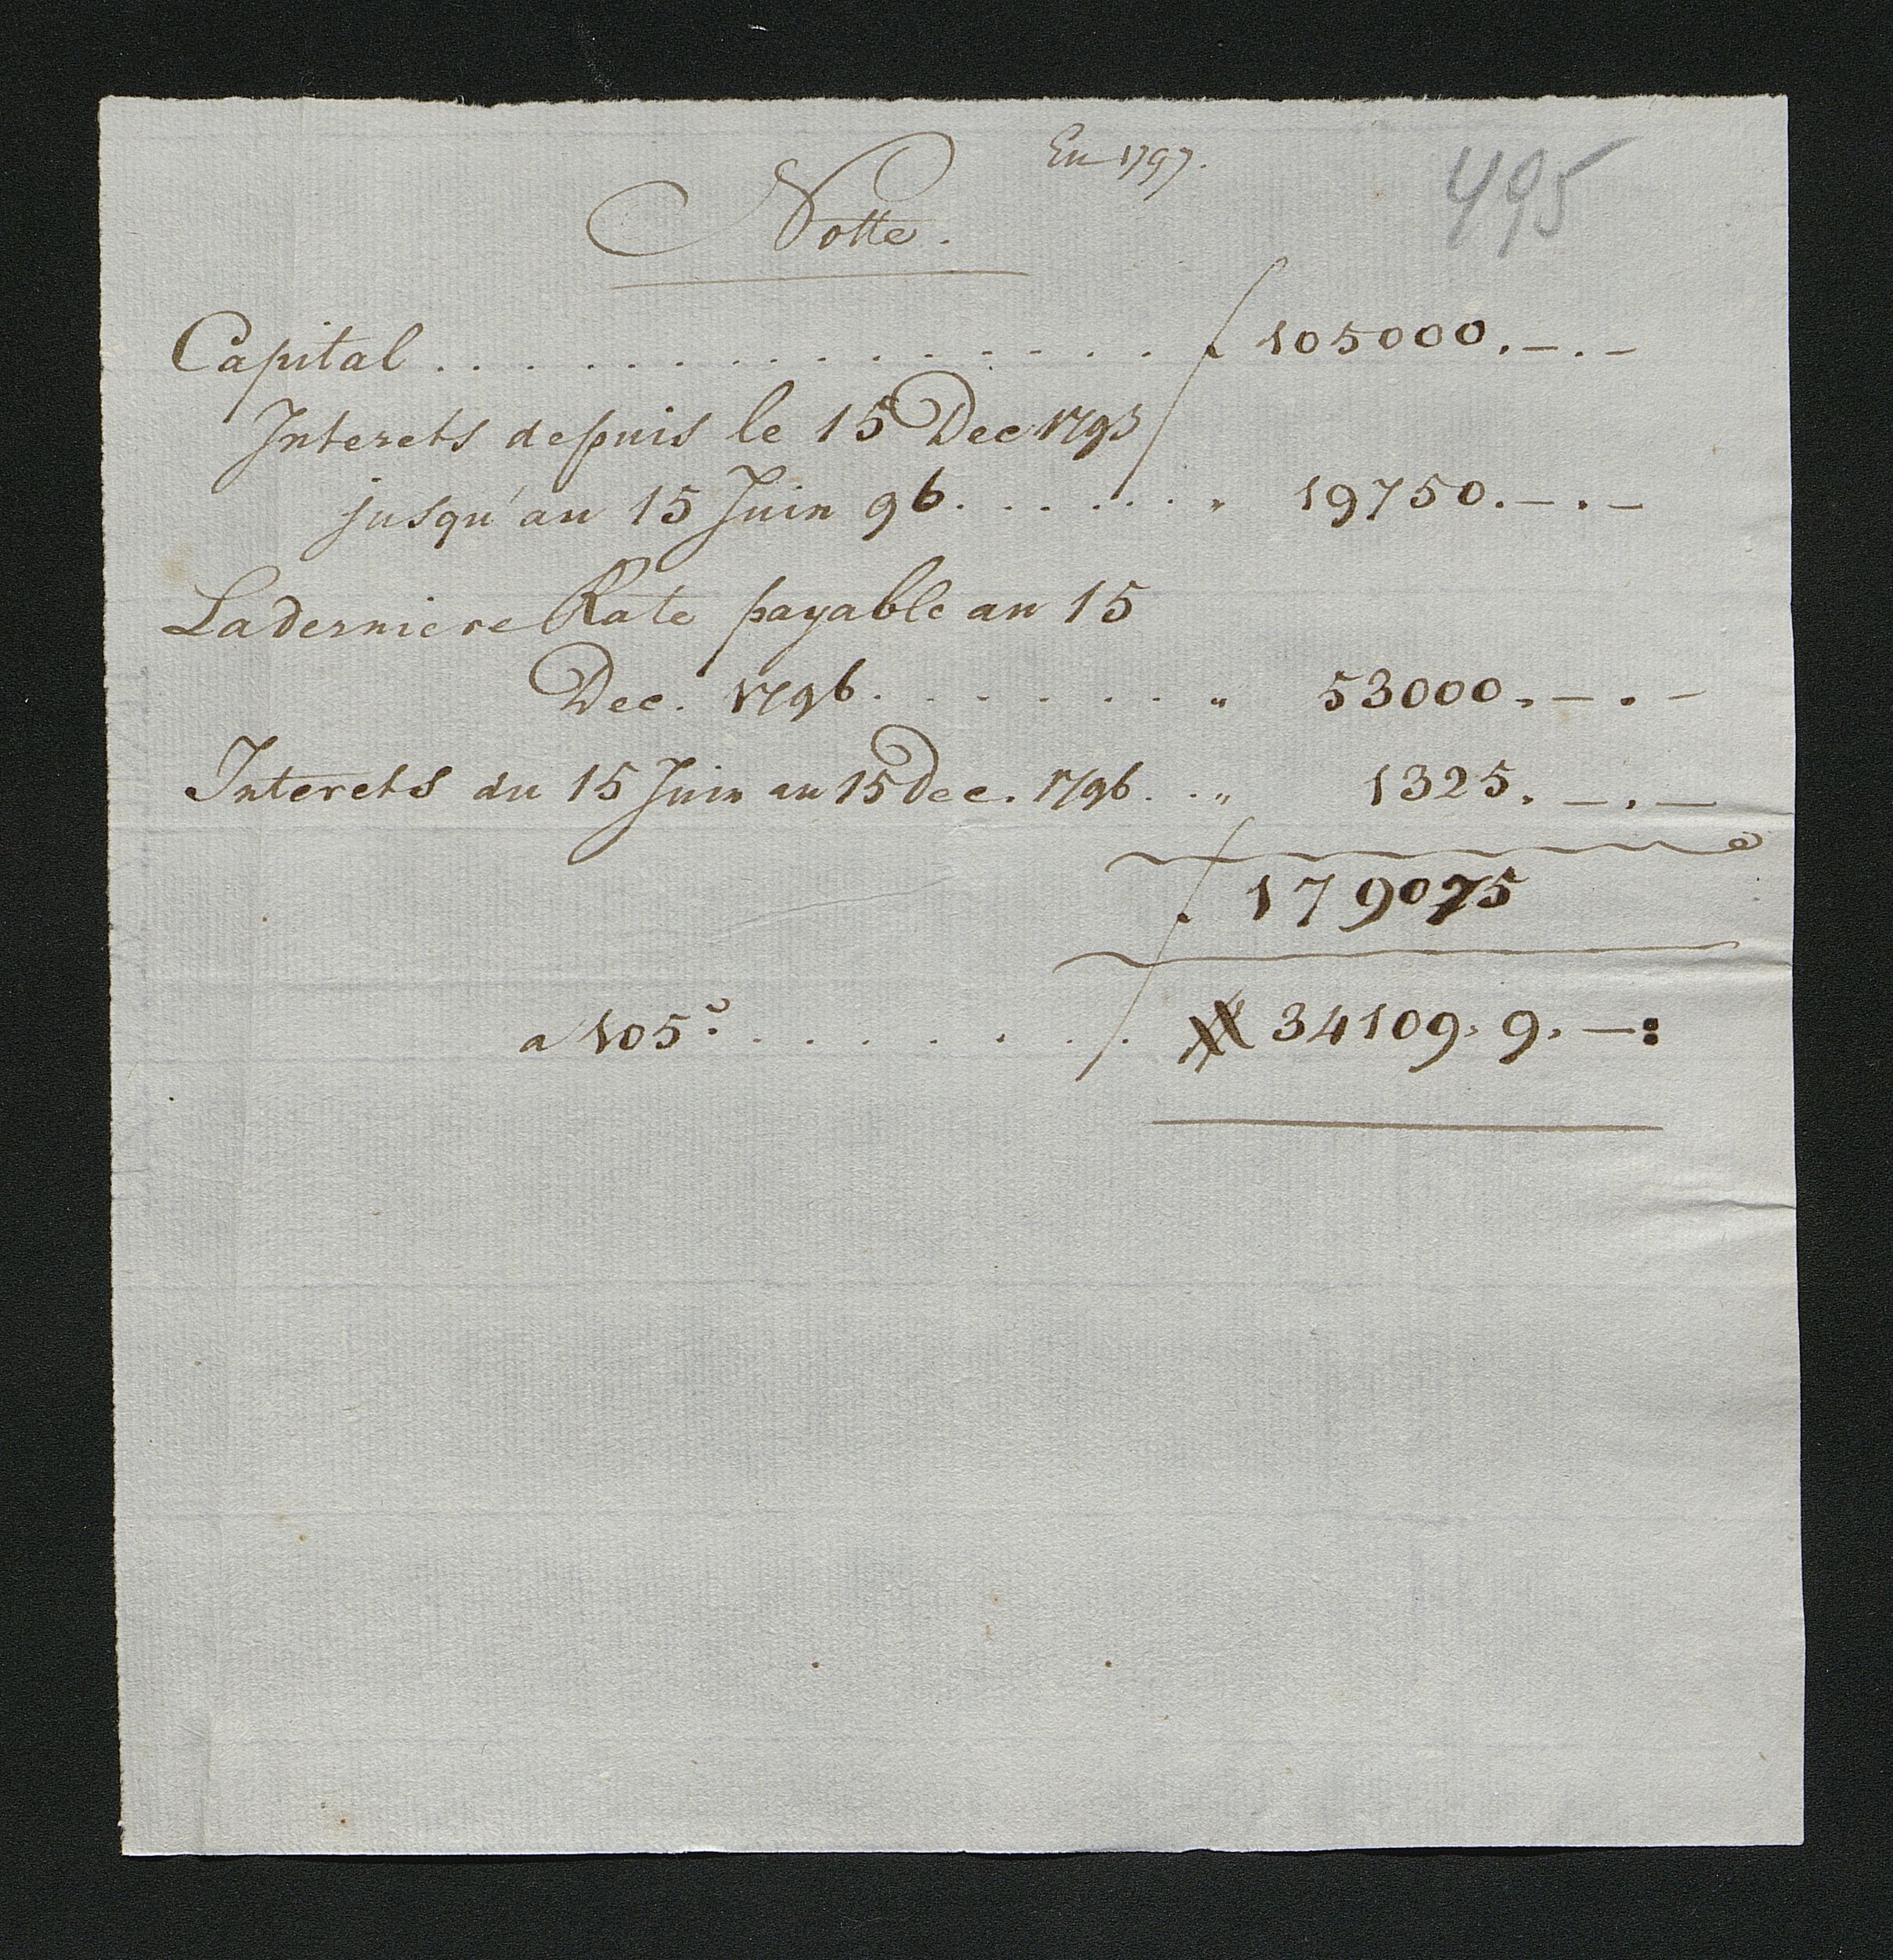 En 1797.
495
Notte.
Capital . . . . . . . . . . . . . . . . . ƒ 105000.–.–
Interets depuis le 15 Dec 1793
jusqu'au 15 Juin 96. . . . . . . „ 19750.–.–
La derniere Rate payable au 15
Dec. 1796. . . . . . . . „ 53000.–.–
Interets du 15 Juin au 15 Dec. 1796. . „ 1325.–.–
ƒ 179075
a 105 . . . . . . . . 34109. 9. –: